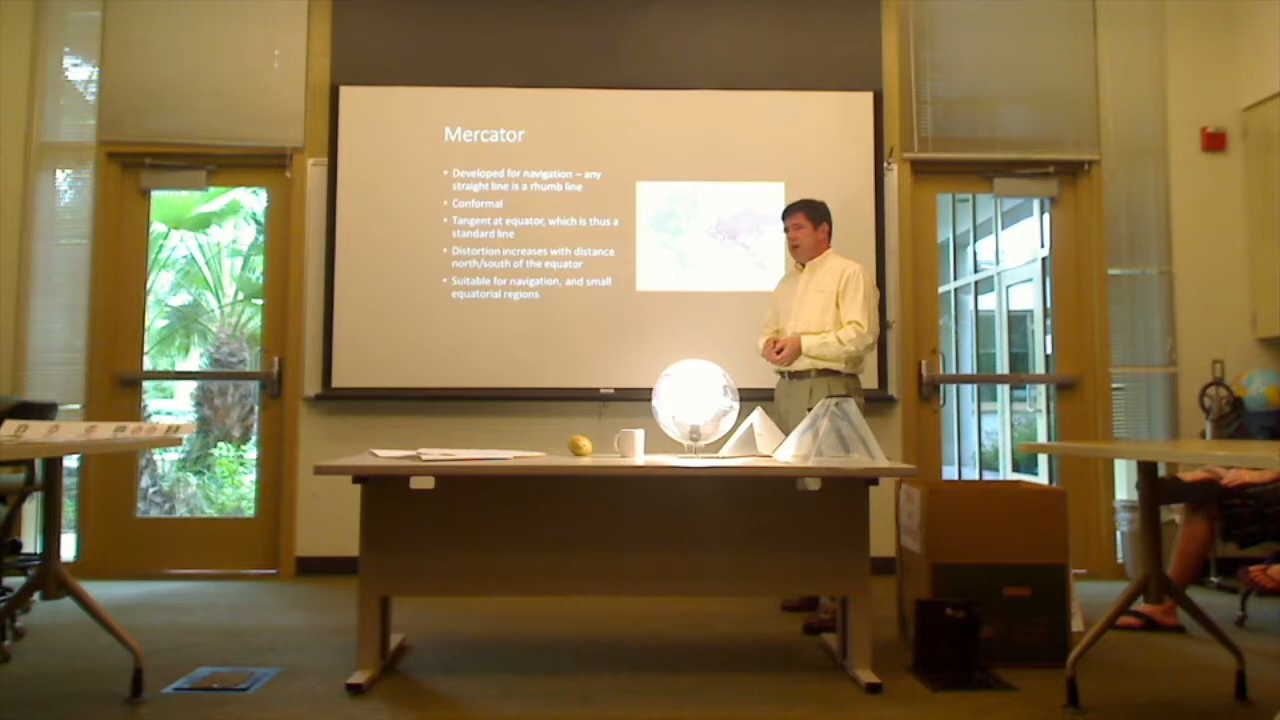 Mercator
• Developed for navigation – any
straight line is a rhumb line
• Conformal
• Tangent at equator, which is thus a
standard line
• Distortion increases with distance
north/south of the equator
• Suitable for navigation, and small
equatorial regions